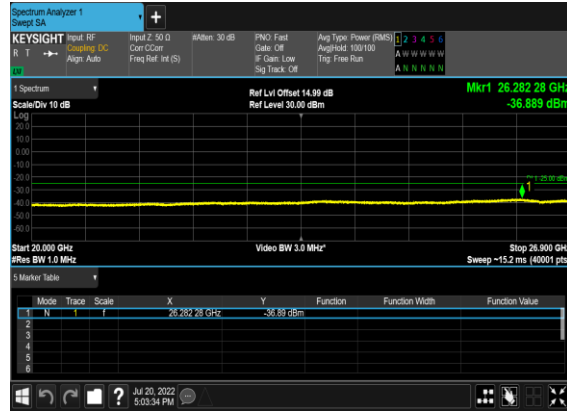 Spectrum Analyzer 1
Swept SA
+
KEYSIGHT Input: RF Input Z: 50 Ω #Atten: 30 dB PNO: Fast Avg Type: Power (RMS) 1 2 3 4 5 6
R T Coupling: DC Corr CCorr Gate: Off Avg|Hold: 100/100 A W W W W W
Align: Auto Freq Ref: Int (S) IF Gain: Low Trig: Free Run
Sig Track: Off A N N N N N
1 Spectrum Ref Lvl Offset 14.99 dB Mkr1 26.282 28 GHz
Scale/Div 10 dB Ref Level 30.00 dBm -36.889 dBm
Log
20.0
10.0
0.00
-10.0
-20.0
-25.00 dBm
-30.0
1
-40.0
-50.0
-60.0
Start 20.000 GHz Video BW 3.0 MHz* Stop 26.900 GHz
#Res BW 1.0 MHz Sweep ~15.2 ms (40001 pts)
5 Marker Table
Mode Trace Scale X Y Function Function Width Function Value
1 N 1 f 26.282 28 GHz -36.89 dBm
2
3
4
5
6
? Jul 20, 2022
5:03:34 PM